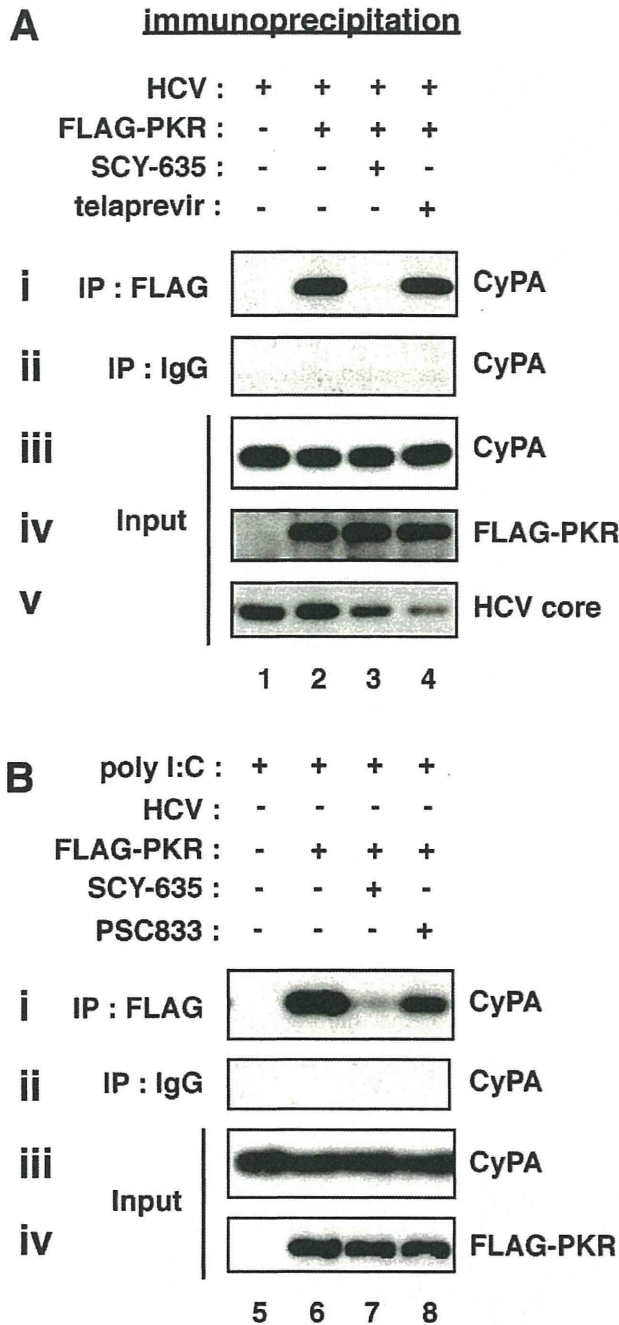 A immunoprecipitation
HCV : + + + +
FLAG-PKR : - + + +
SCY-635 : - - + -
telaprevir : - - - +
i IP : FLAG CyPA
ii IP : IgG CyPA
iii CyPA
Input
iv FLAG-PKR
v HCV core
1 2 3 4
B poly I:C : + + + +
HCV : - - - -
FLAG-PKR : - + + +
SCY-635 : - - + -
PSC833 : - - - +
i IP : FLAG CyPA
ii IP : IgG CyPA
iii CyPA
Input
iv FLAG-PKR
5 6 7 8